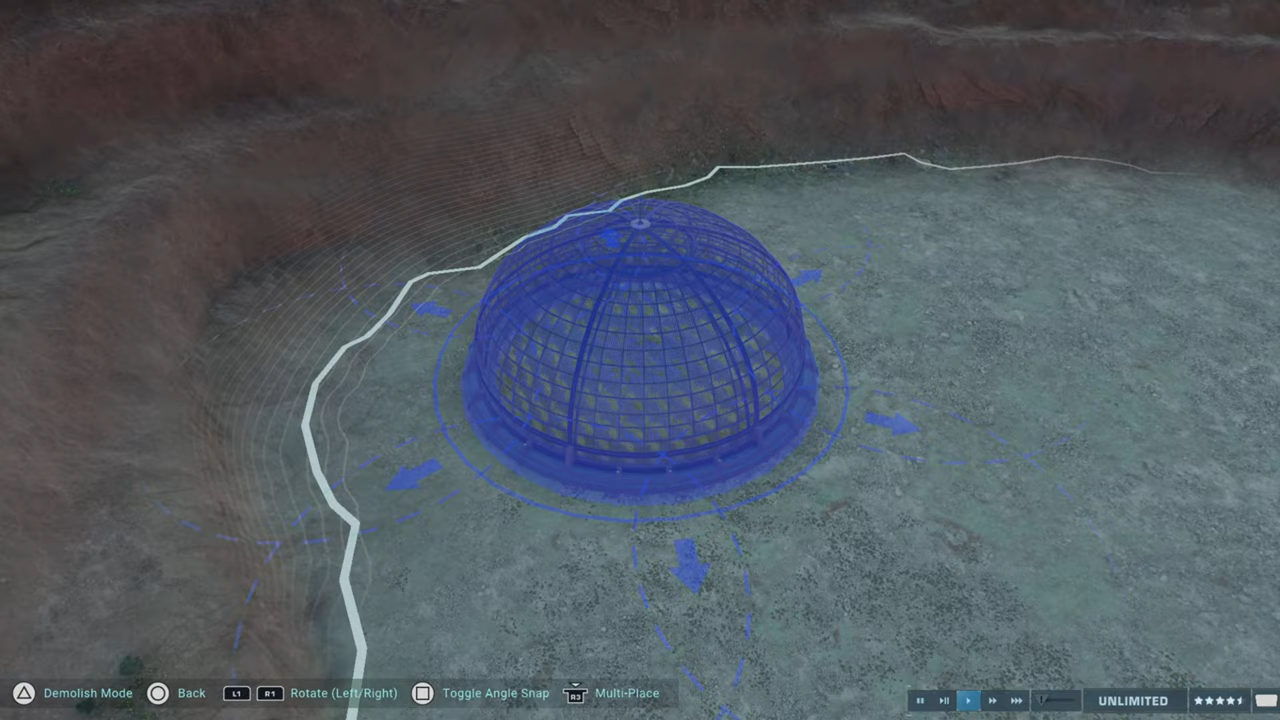 Demolish Mode Back L1 R1 Rotate (Left/Right) Toggle Angle Snap R3 Multi-Place UNLIMITED